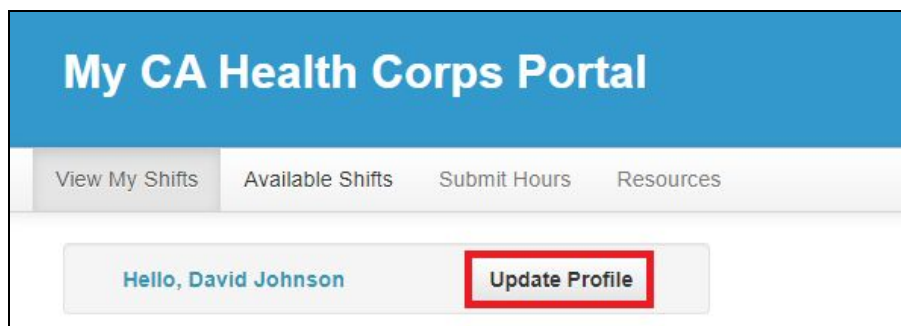 My CA Health Corps Portal
View My Shifts Available Shifts Submit Hours Resources
Hello, David Johnson Update Profile